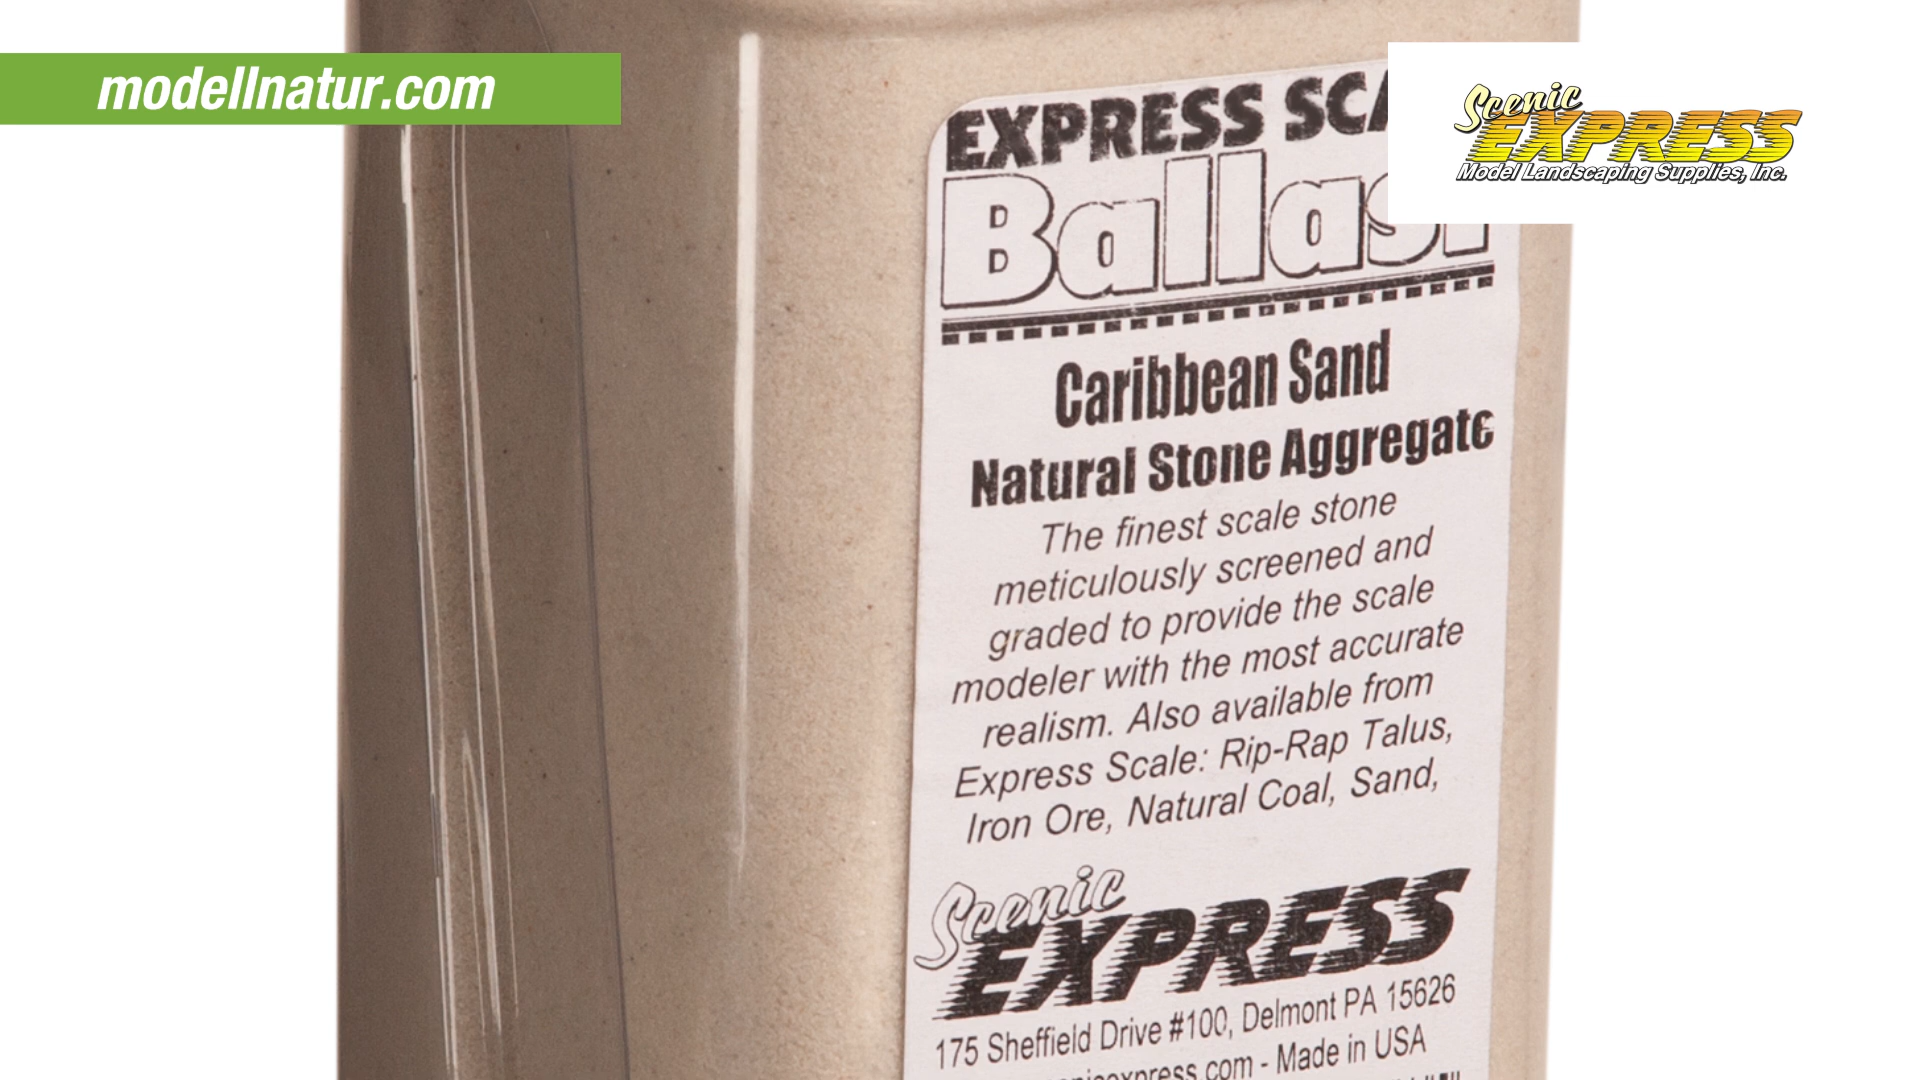 modellnatur.com
Scenic
EXPRESS
Model Landscaping Supplies, Inc.
EXPRESS
Ballast
Caribbean Sand
Natural Stone Aggregate
The finest scale stone
meticulously screened and
graded to provide the scale
modeler with the most accurate
realism. Also available from
Express Scale: Rip-Rap Talus,
Iron Ore, Natural Coal, Sand,
Scenic
EXPRESS
175 Sheffield Drive #100, Delmont PA 15626
- Made in USA